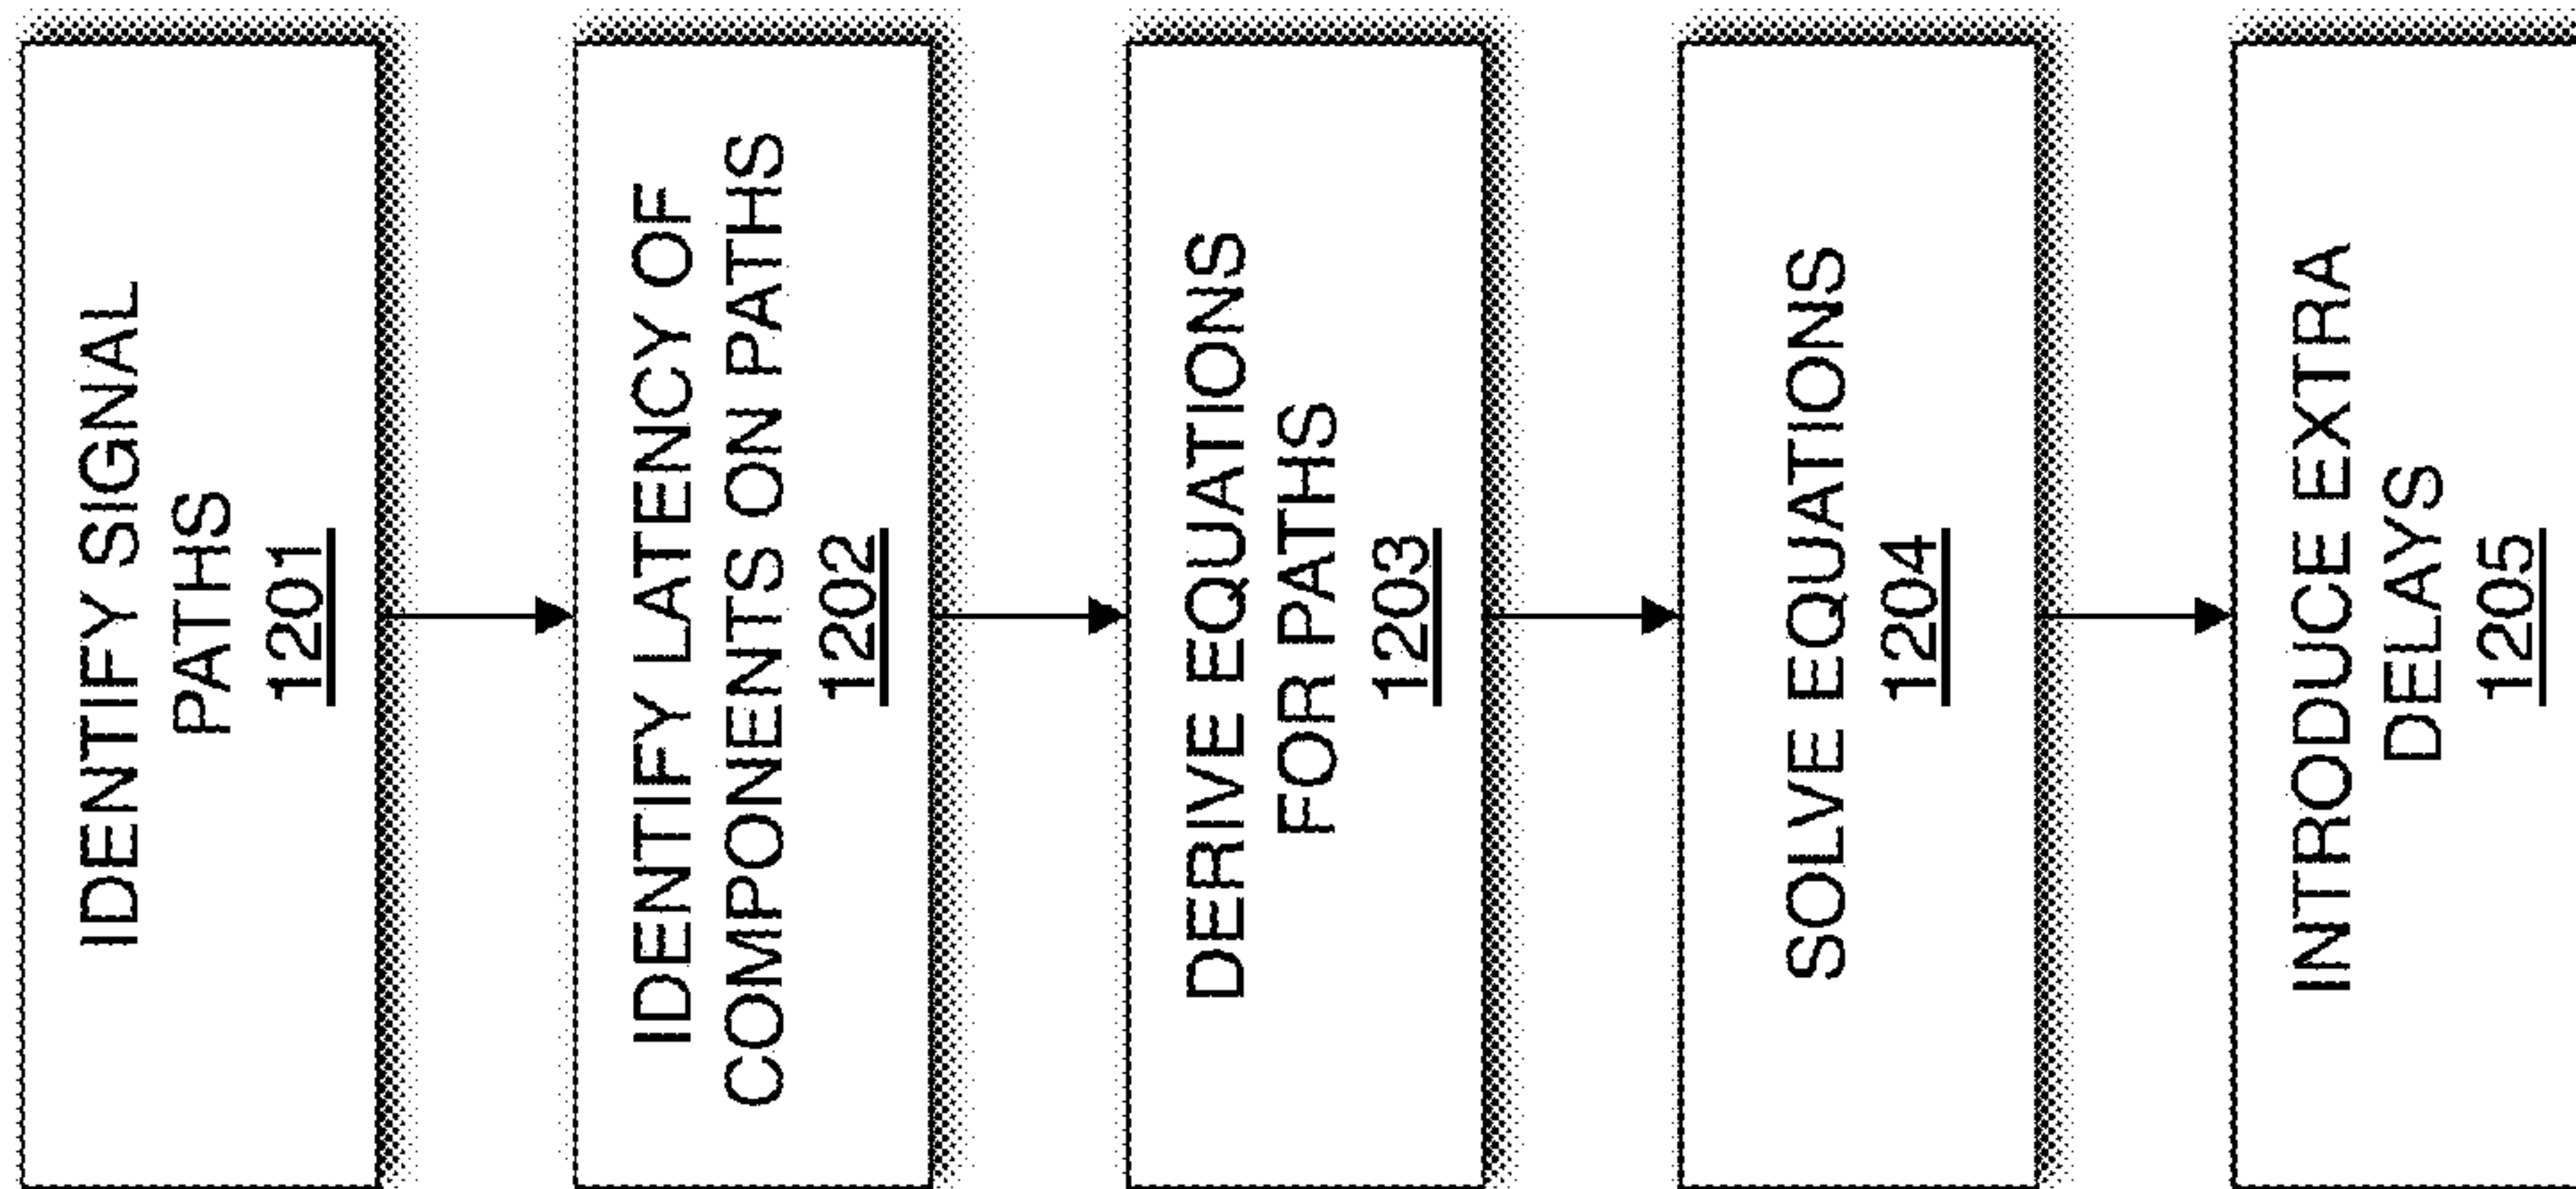 IDENTIFY SIGNAL
PATHS
1201
IDENTIFY LATENCY OF
COMPONENTS ON PATHS
1202
DERIVE EQUATIONS
FOR PATHS
1203
SOLVE EQUATIONS
1204
INTRODUCE EXTRA
DELAYS
1205